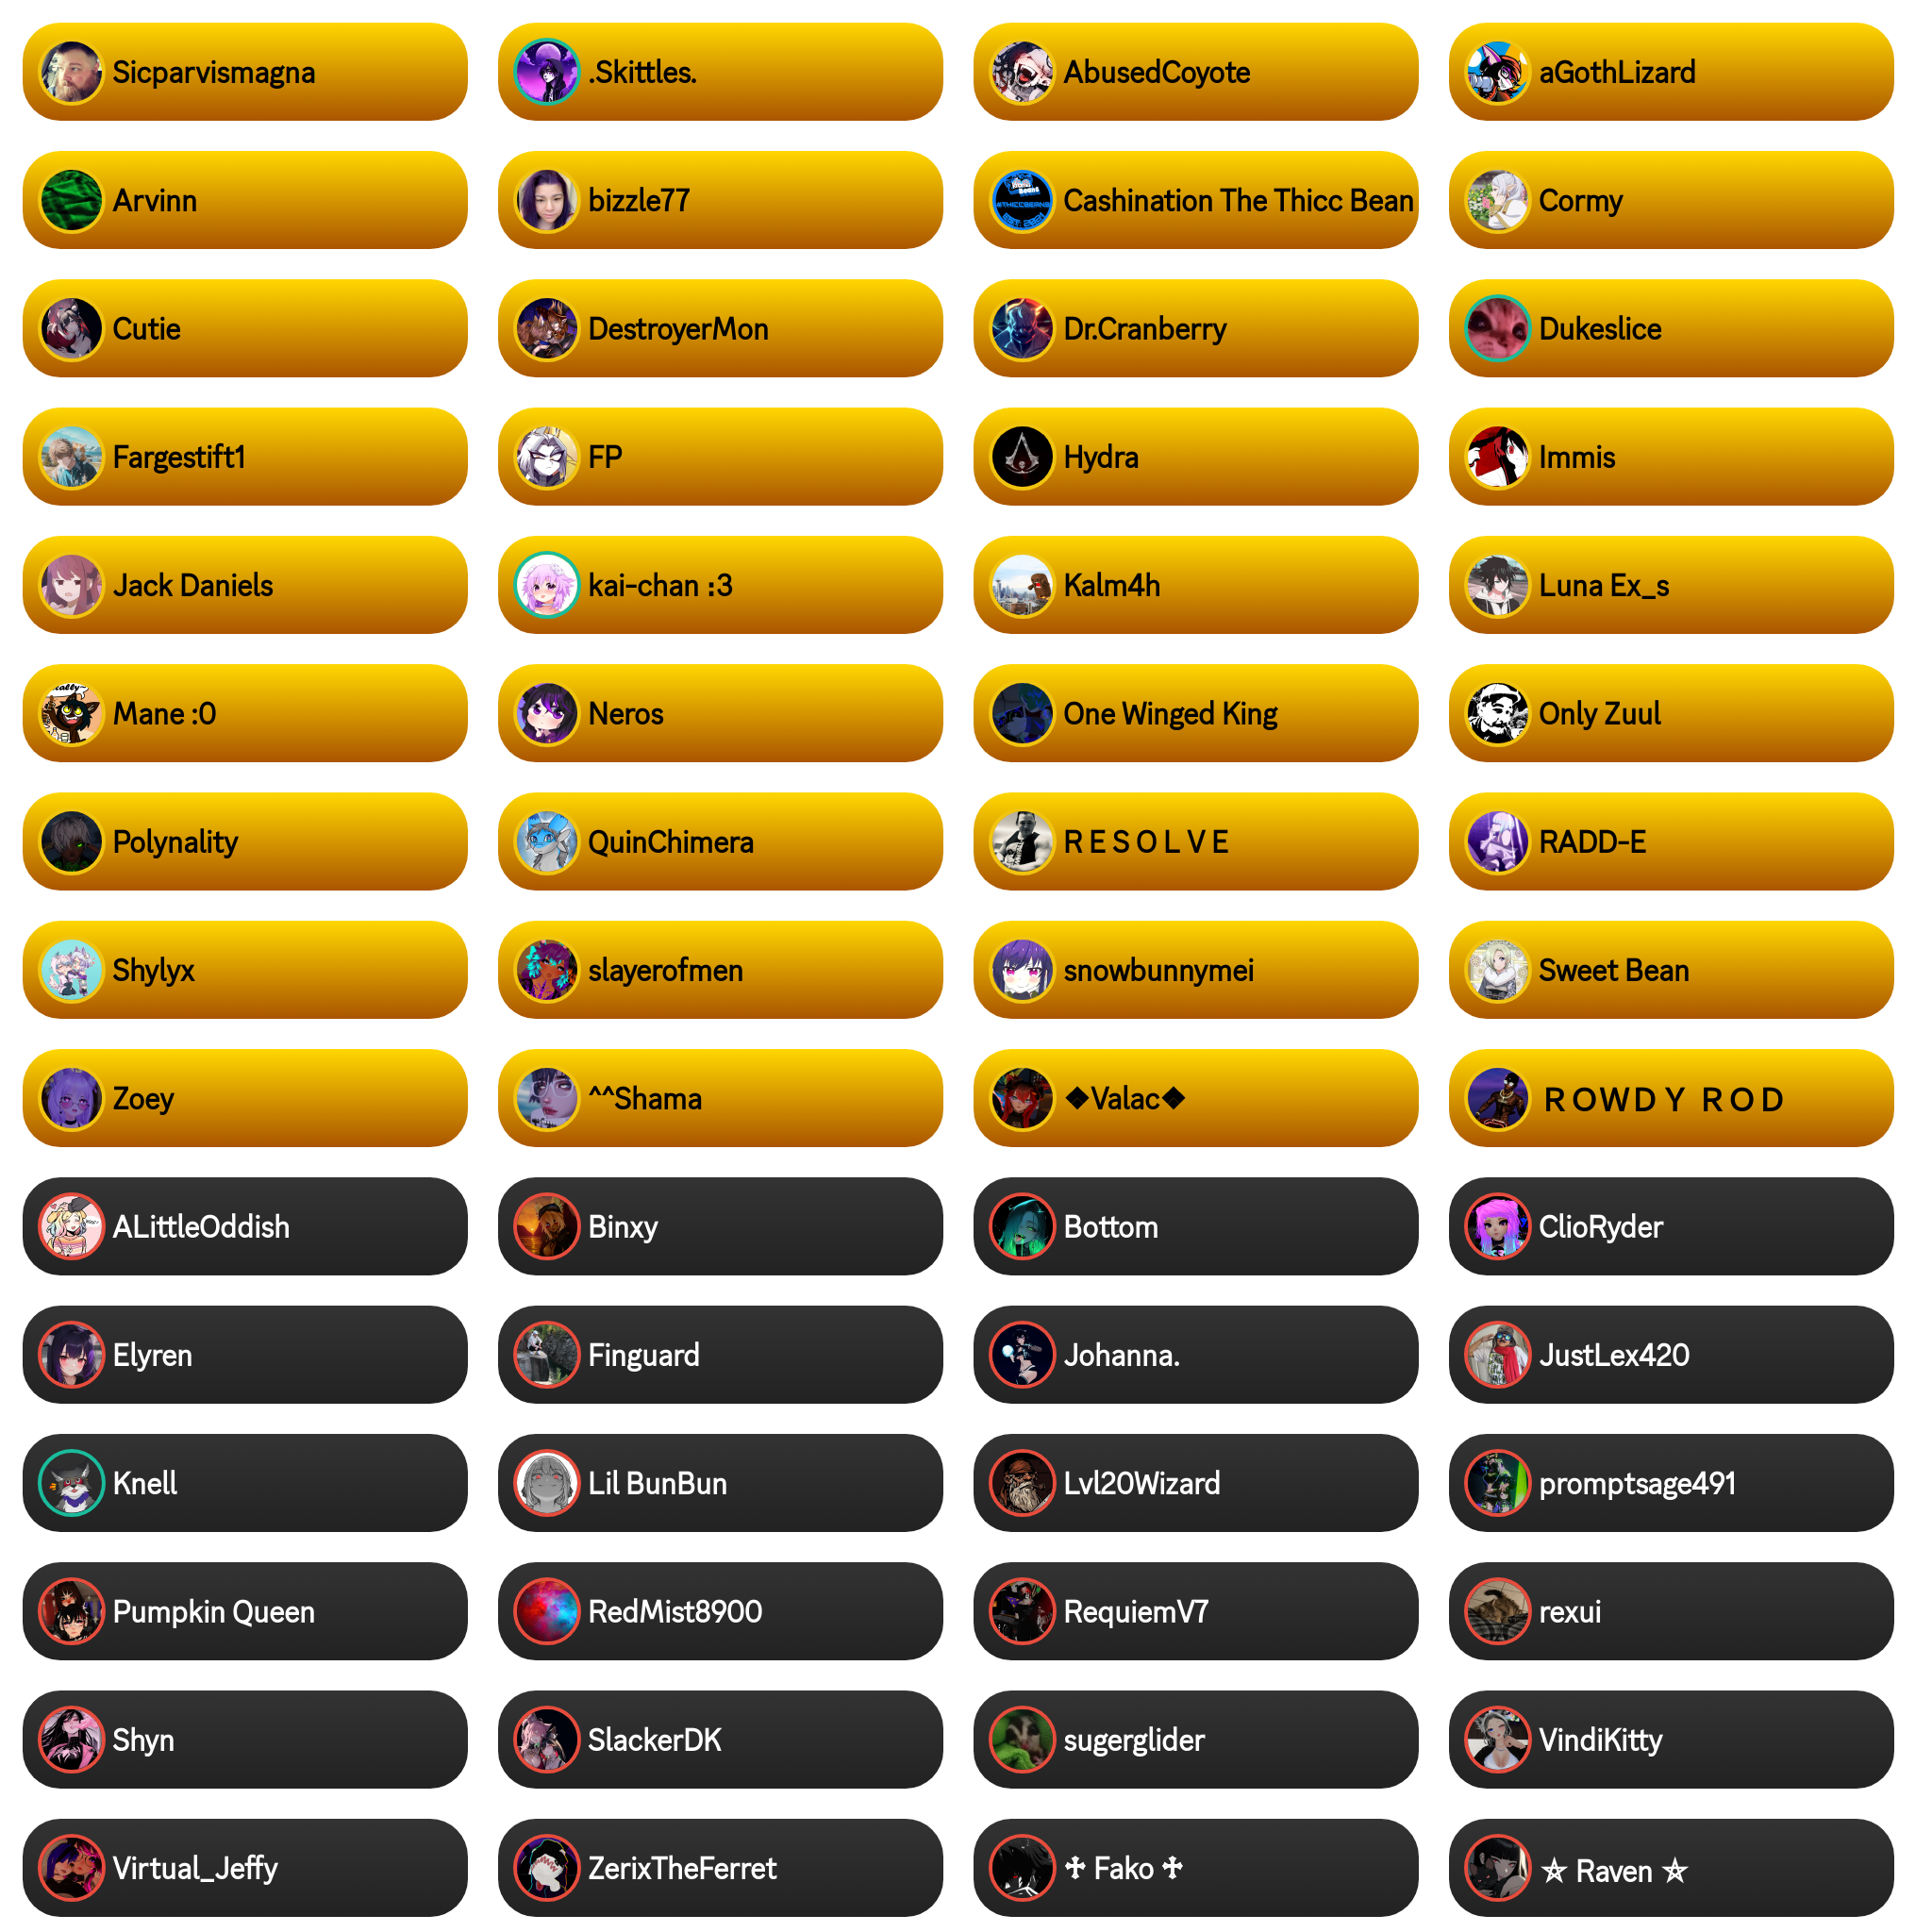 Sicparvismagna
.Skittles.
AbusedCoyote
aGothLizard
Arvinn
bizzle77
Cashination The Thicc Bean
Cormy
Cutie
DestroyerMon
Dr.Cranberry
Dukeslice
Fargestift1
FP
Hydra
Immis
Jack Daniels
kai-chan :3
Kalm4h
Luna Ex_s
Mane :0
Neros
One Winged King
Only Zuul
Polynality
QuinChimera
R E S O L V E
RADD-E
Shylyx
slayerofmen
snowbunnymei
Sweet Bean
Zoey
^^Shama
❖Valac❖
ＲＯＷＤＹ ＲＯＤ
ALittleOddish
Binxy
Bottom
ClioRyder
Elyren
Finguard
Johanna.
JustLex420
Knell
Lil BunBun
Lvl20Wizard
promptsage491
Pumpkin Queen
RedMist8900
RequiemV7
rexui
Shyn
SlackerDK
sugerglider
VindiKitty
Virtual_Jeffy
ZerixTheFerret
♱ Fako ♱
⛥ Raven ⛥